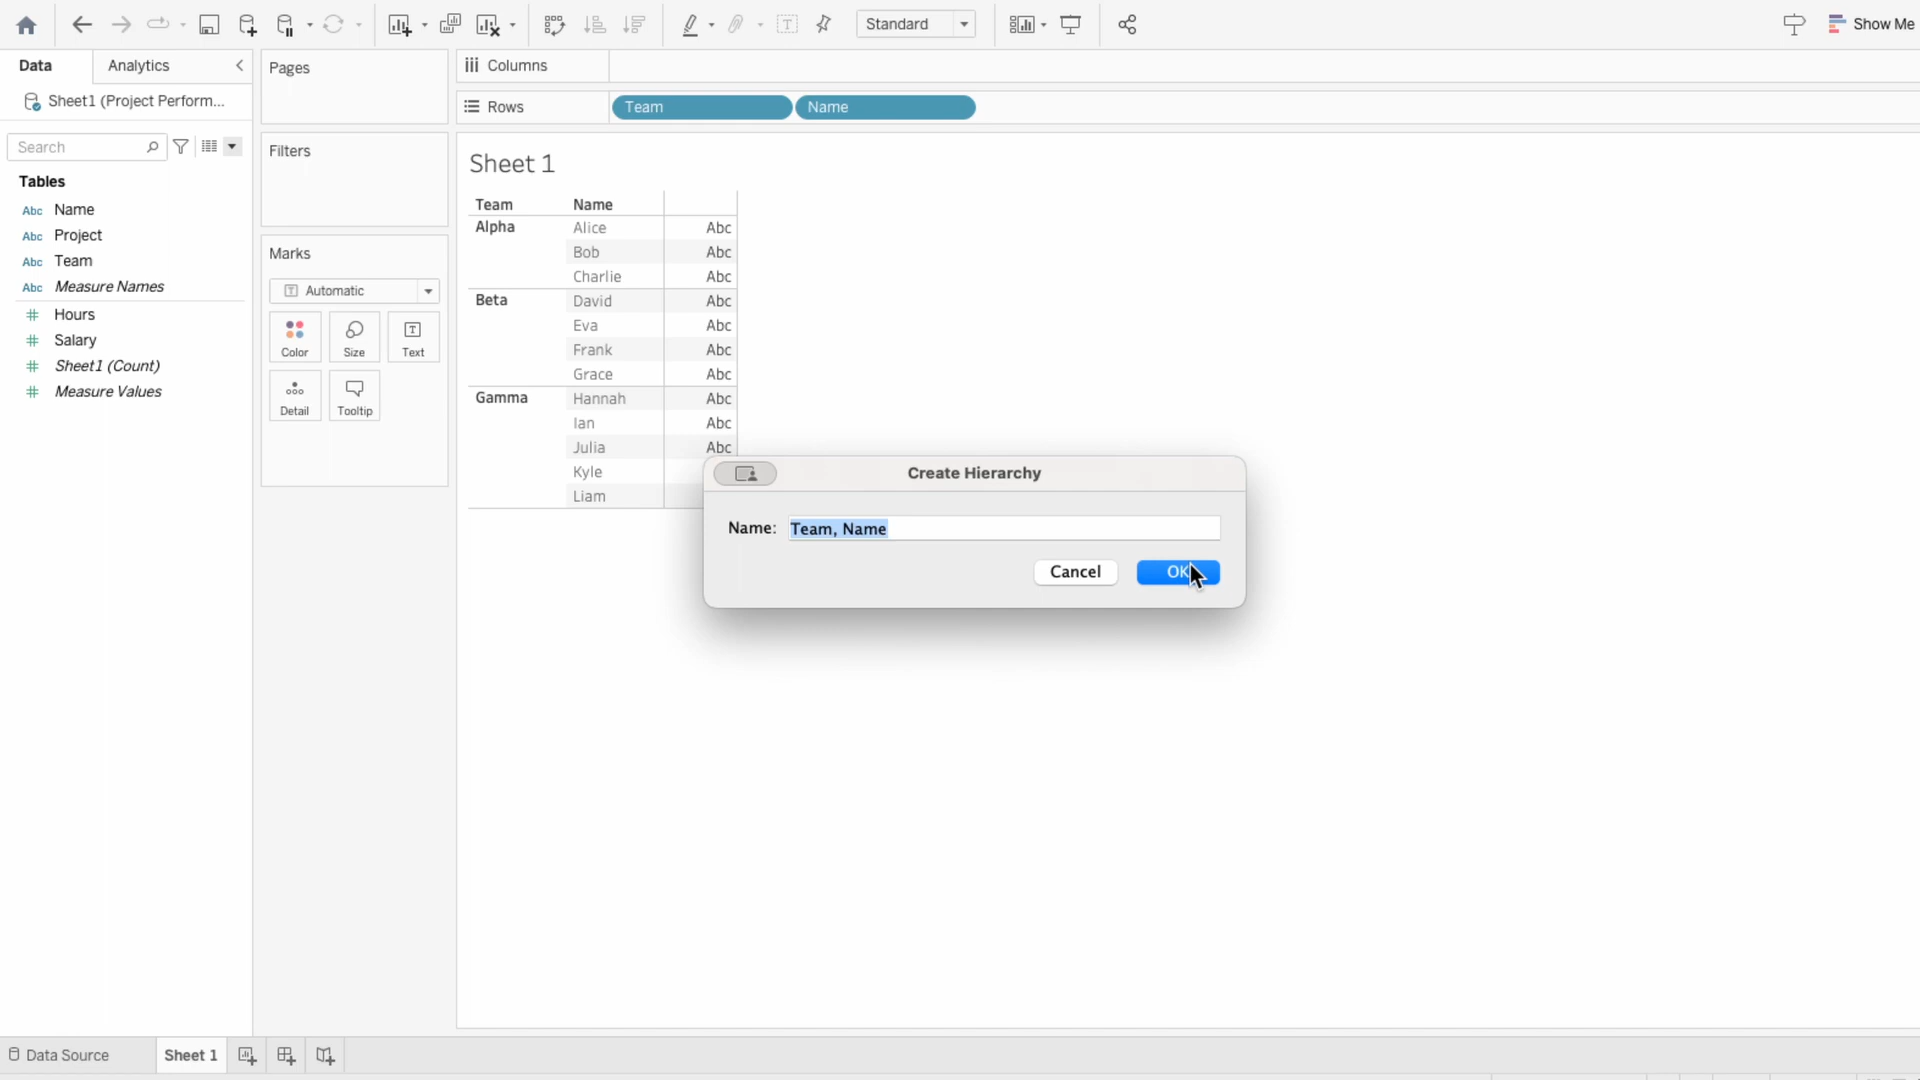 Standard
Show Me
Data
Analytics
Sheet1 (Project Perform...
Search
Tables
Abc Name
Abc Project
Abc Team
Abc Measure Names
Hours
Salary
Sheet1 (Count)
Measure Values
Pages
Filters
Marks
Automatic
Color
Size
Text
Detail
Tooltip
Columns
Rows
Team
Name
Sheet 1
Team Name
Alpha Alice Abc
Bob Abc
Charlie Abc
Beta David Abc
Eva Abc
Frank Abc
Grace Abc
Gamma Hannah Abc
Ian Abc
Julia Abc
Kyle
Liam
Create Hierarchy
Name: Team, Name
Cancel
OK
Data Source
Sheet 1